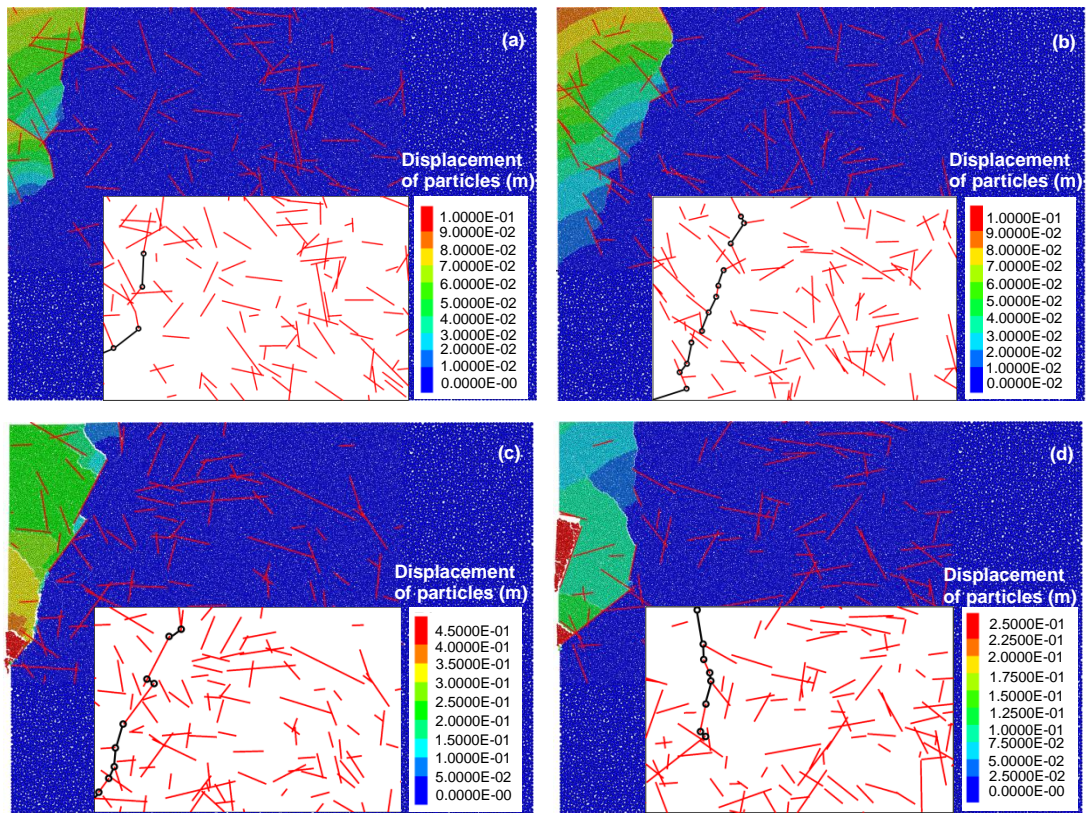 (a)
Displacement
of particles (m)
1.0000E-01
9.0000E-02
8.0000E-02
7.0000E-02
6.0000E-02
5.0000E-02
4.0000E-02
3.0000E-02
2.0000E-02
1.0000E-02
0.0000E-00
(b)
Displacement
of particles (m)
1.0000E-01
9.0000E-02
8.0000E-02
7.0000E-02
6.0000E-02
5.0000E-02
4.0000E-02
3.0000E-02
2.0000E-02
1.0000E-02
0.0000E-02
(c)
Displacement
of particles (m)
4.5000E-01
4.0000E-01
3.5000E-01
3.0000E-01
2.5000E-01
2.0000E-01
1.5000E-01
1.0000E-01
5.0000E-02
0.0000E-00
(d)
Displacement
of particles (m)
2.5000E-01
2.2500E-01
2.0000E-01
1.7500E-01
1.5000E-01
1.2500E-01
1.0000E-01
7.5000E-02
5.0000E-02
2.5000E-02
0.0000E-00